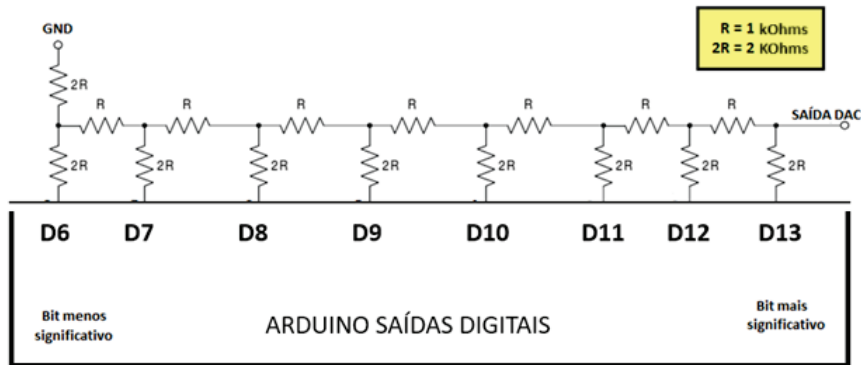 GND
R = 1 kOhms
2R = 2 KOhms
2R
R
R
R
R
R
R
R
SAÍDA DAC
2R
2R
2R
2R
2R
2R
2R
2R
D6 D7 D8 D9 D10 D11 D12 D13
Bit menos
significativo
ARDUINO SAÍDAS DIGITAIS
Bit mais
significativo